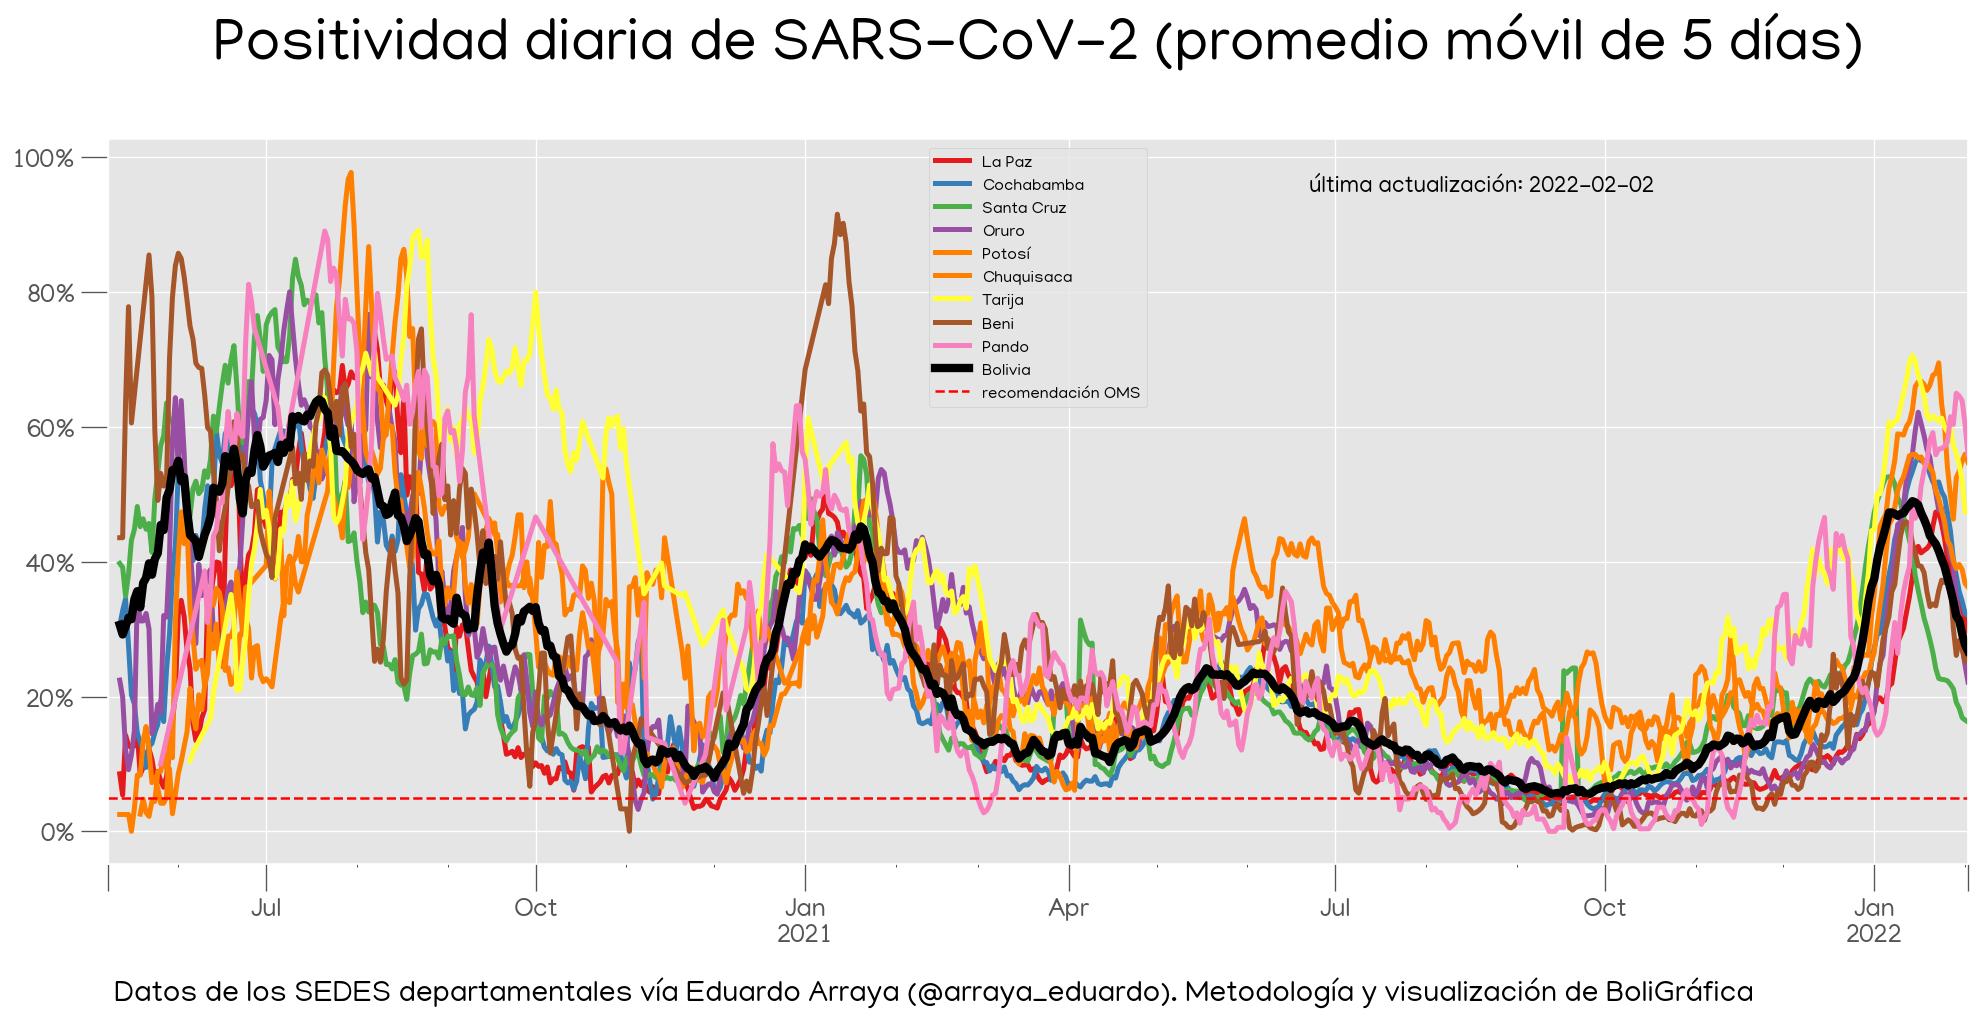 Positividad diaria de SARS-CoV-2 (promedio móvil de 5 días)
100%
80%
60%
40%
20%
0%
La Paz
Cochabamba
Santa Cruz
Oruro
Potosí
Chuquisaca
Tarija
Beni
Pando
Bolivia
recomendación OMS
última actualización: 2022-02-02
Jul
Oct
Jan
2021
Apr
Jul
Oct
Jan
2022
Datos de los SEDES departamentales vía Eduardo Arraya (@arraya_eduardo). Metodología y visualización de BoliGráfica